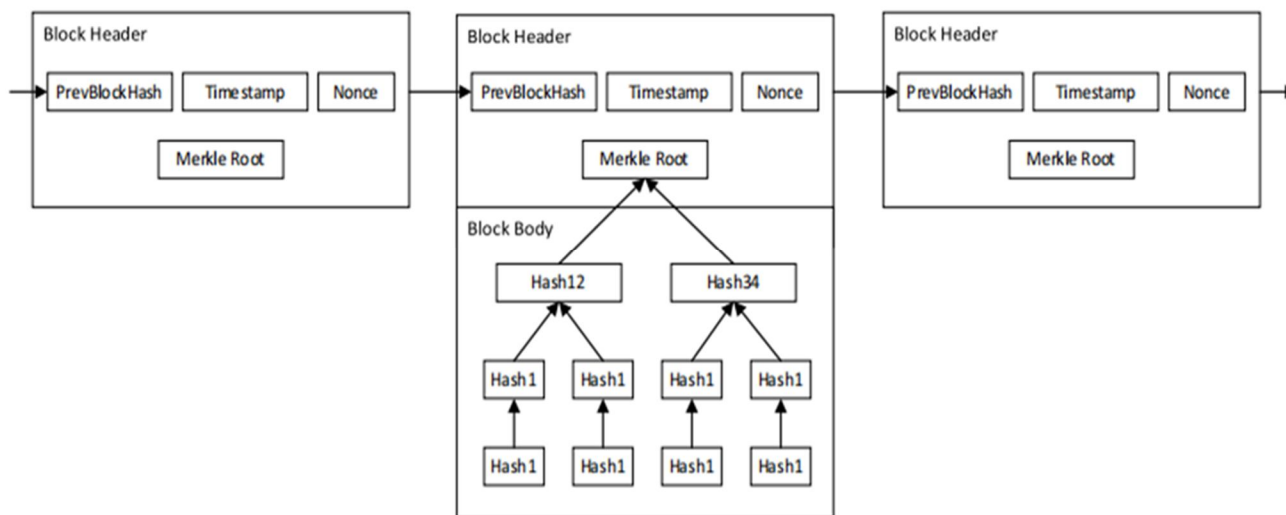 Block Header
PrevBlockHash Timestamp Nonce
Merkle Root
Block Header
PrevBlockHash Timestamp Nonce
Merkle Root
Block Body
Hash12 Hash34
Hash1 Hash1 Hash1 Hash1
Hash1 Hash1 Hash1 Hash1
Block Header
PrevBlockHash Timestamp Nonce
Merkle Root